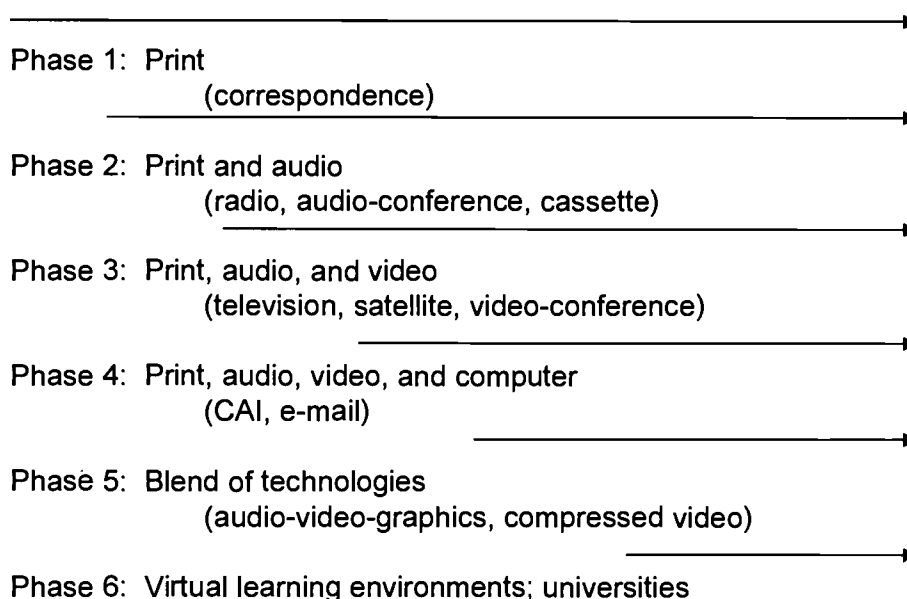 Phase 1: Print
(correspondence)
Phase 2: Print and audio
(radio, audio-conference, cassette)
Phase 3: Print, audio, and video
(television, satellite, video-conference)
Phase 4: Print, audio, video, and computer
(CAI, e-mail)
Phase 5: Blend of technologies
(audio-video-graphics, compressed video)
Phase 6: Virtual learning environments; universities